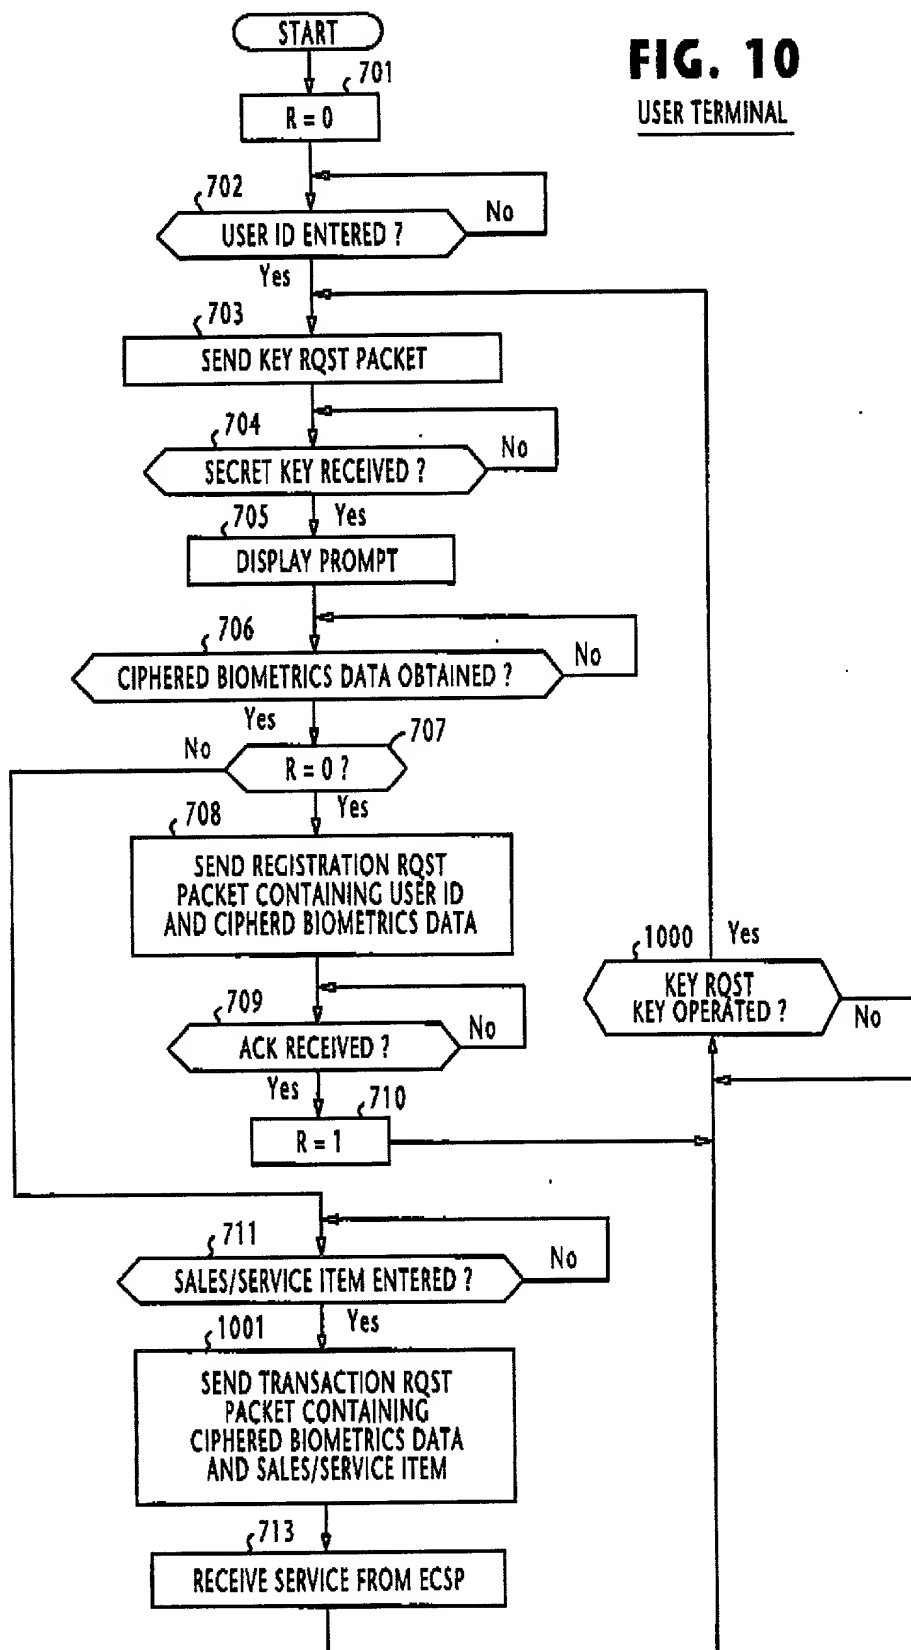 START
FIG. 10
USER TERMINAL
701
R = 0
702
USER ID ENTERED ?
No
Yes
703
SEND KEY RQST PACKET
704
SECRET KEY RECEIVED ?
No
Yes
705
DISPLAY PROMPT
706
CIPHERED BIOMETRICS DATA OBTAINED ?
No
Yes
707
No
R = 0 ?
Yes
708
SEND REGISTRATION RQST
PACKET CONTAINING USER ID
AND CIPHERD BIOMETRICS DATA
1000
Yes
KEY RQST
KEY OPERATED ?
No
709
ACK RECEIVED ?
No
Yes
710
R = 1
711
SALES/SERVICE ITEM ENTERED ?
No
Yes
1001
SEND TRANSACTION RQST
PACKET CONTAINING
CIPHERED BIOMETRICS DATA
AND SALES/SERVICE ITEM
713
RECEIVE SERVICE FROM ECSP